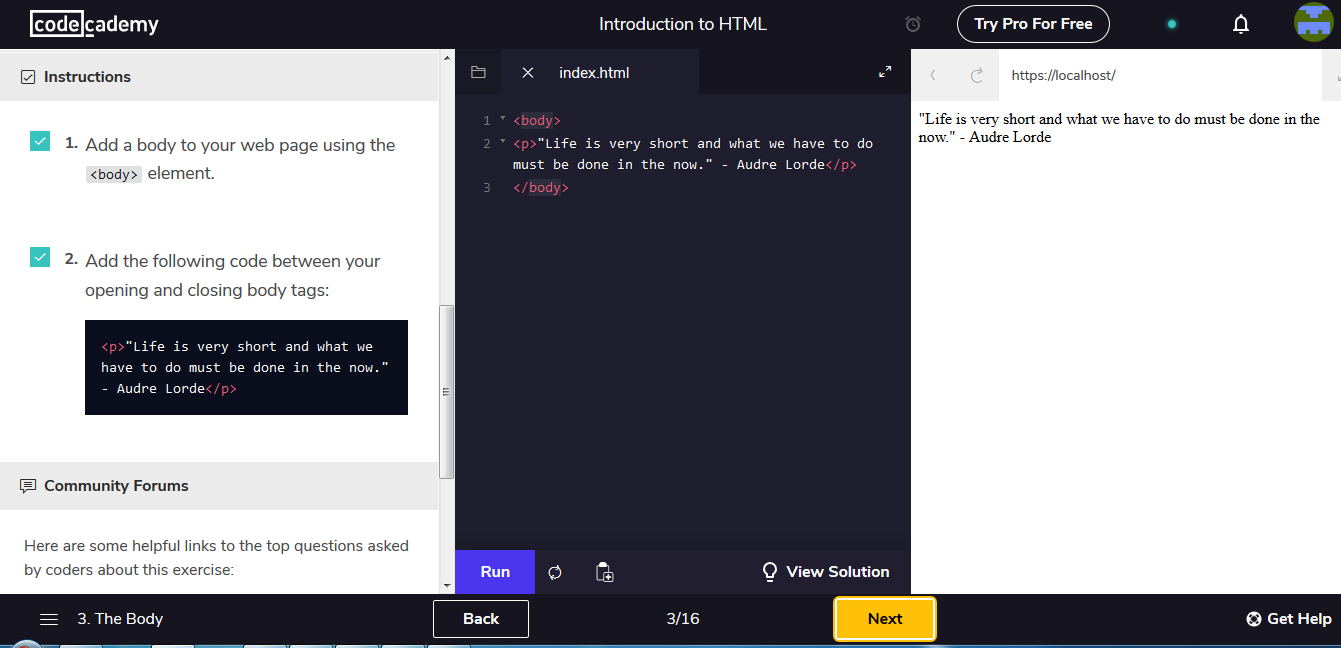 codecademy
Introduction to HTML
Try Pro For Free
Instructions
1. Add a body to your web page using the
<body> element.
2. Add the following code between your
opening and closing body tags:
<p>"Life is very short and what we
have to do must be done in the now."
- Audre Lorde</p>
Community Forums
Here are some helpful links to the top questions asked
by coders about this exercise:
index.html
1 <body>
2 <p>"Life is very short and what we have to do
must be done in the now." - Audre Lorde</p>
3 </body>
Run
View Solution
https://localhost/
"Life is very short and what we have to do must be done in the
now." - Audre Lorde
3. The Body
Back
3/16
Next
Get Help